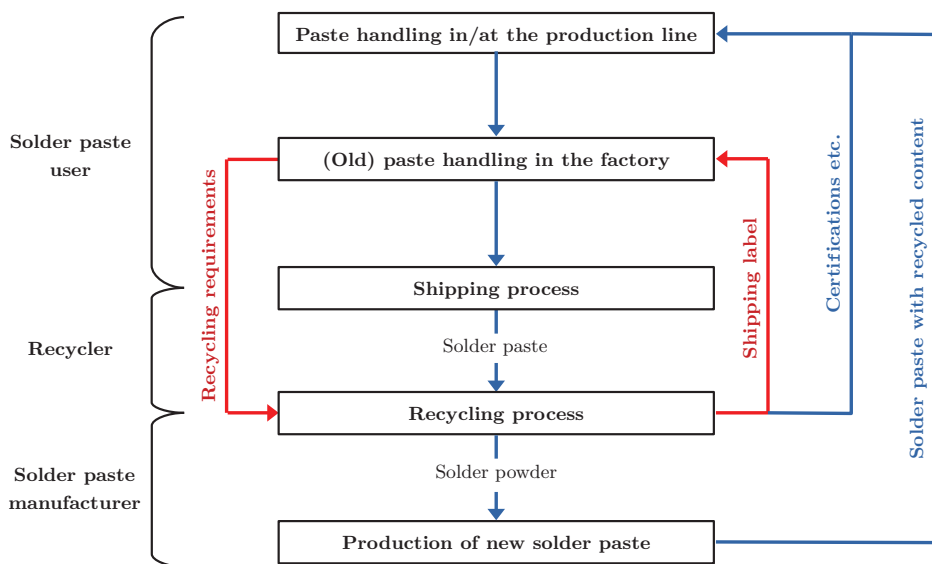 Paste handling in/at the production line
Solder paste
user
(Old) paste handling in the factory
Recycling requirements
Shipping label
Certifications etc.
Solder paste with recycled content
Shipping process
Recycler
Solder paste
Recycling process
Solder paste
manufacturer
Solder powder
Production of new solder paste